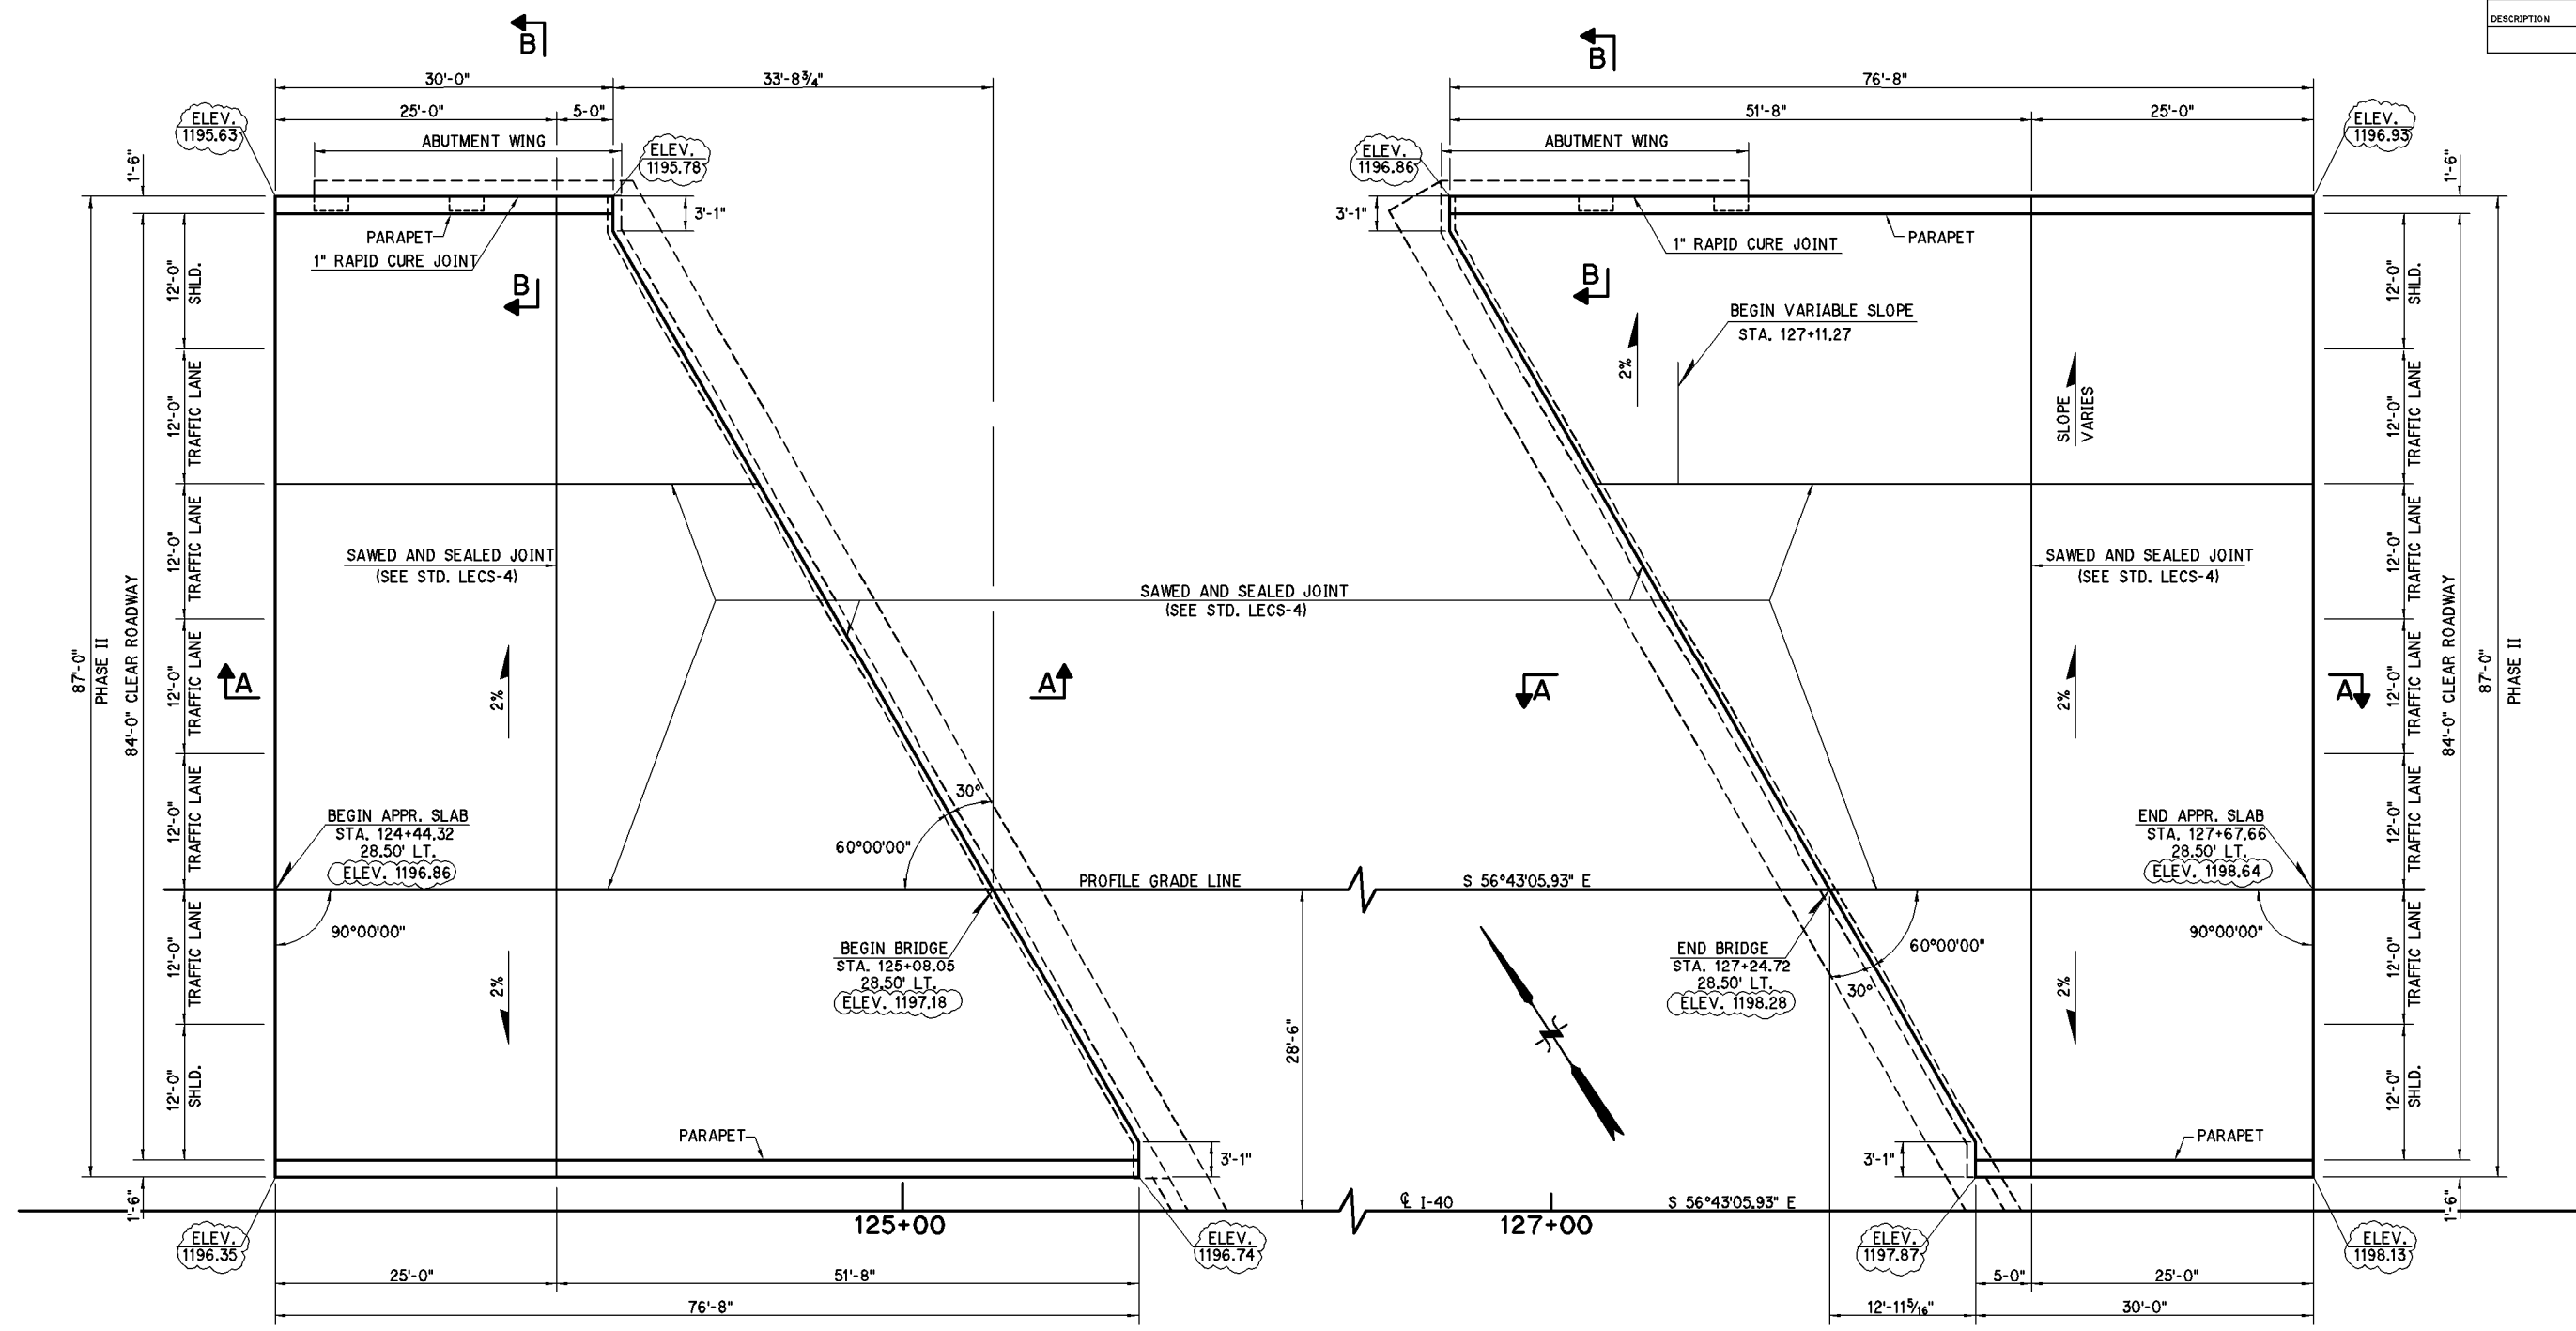 DESCRIPTION
B
B
30'-0"
33'-8¾"
76'-8"
25'-0"
5-0"
51'-8"
25'-0"
ELEV.
1195.63
ABUTMENT WING
ELEV.
1195.78
ELEV.
1196.86
ABUTMENT WING
ELEV.
1196.93
1'-6"
1'-6"
3'-1"
3'-1"
PARAPET
1" RAPID CURE JOINT
1" RAPID CURE JOINT
PARAPET
B
B
12'-0"
SHLD.
12'-0"
SHLD.
BEGIN VARIABLE SLOPE
STA. 127+11.27
2%
SLOPE
VARIES
12'-0"
TRAFFIC LANE
12'-0"
TRAFFIC LANE
12'-0"
TRAFFIC LANE
12'-0"
TRAFFIC LANE
SAWED AND SEALED JOINT
(SEE STD. LECS-4)
SAWED AND SEALED JOINT
(SEE STD. LECS-4)
SAWED AND SEALED JOINT
(SEE STD. LECS-4)
87'-0"
PHASE II
84'-0" CLEAR ROADWAY
84'-0" CLEAR ROADWAY
87'-0"
PHASE II
12'-0"
TRAFFIC LANE
12'-0"
TRAFFIC LANE
A
A
A
A
2%
2%
12'-0"
TRAFFIC LANE
12'-0"
TRAFFIC LANE
30°
60°00'00"
BEGIN APPR. SLAB
STA. 124+44.32
28.50' LT.
ELEV. 1196.86
END APPR. SLAB
STA. 127+67.66
28.50' LT.
ELEV. 1198.64
PROFILE GRADE LINE
S 56°43'05.93" E
90°00'00"
90°00'00"
12'-0"
TRAFFIC LANE
12'-0"
TRAFFIC LANE
BEGIN BRIDGE
STA. 125+08.05
28.50' LT.
ELEV. 1197.18
END BRIDGE
STA. 127+24.72
28.50' LT.
ELEV. 1198.28
60°00'00"
30°
2%
2%
28'-6"
12'-0"
SHLD.
12'-0"
SHLD.
PARAPET
PARAPET
3'-1"
3'-1"
1'-6"
1'-6"
℄ I-40
S 56°43'05.93" E
125+00
127+00
ELEV.
1196.35
ELEV.
1196.74
ELEV.
1197.87
ELEV.
1198.13
25'-0"
51'-8"
5-0"
25'-0"
76'-8"
12'-11⁵⁄₁₆"
30'-0"